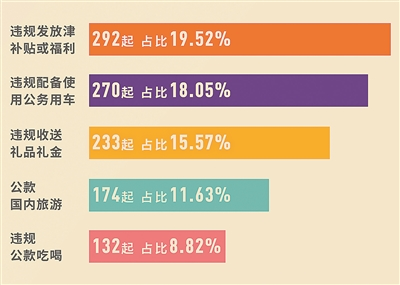 违规发放津
补贴或福利
292起 占比19.52%
违规配备使
用公务用车
270起 占比18.05%
违规收送
礼品礼金
233起 占比15.57%
公款
国内旅游
174起 占比11.63%
违规
公款吃喝
132起 占比8.82%